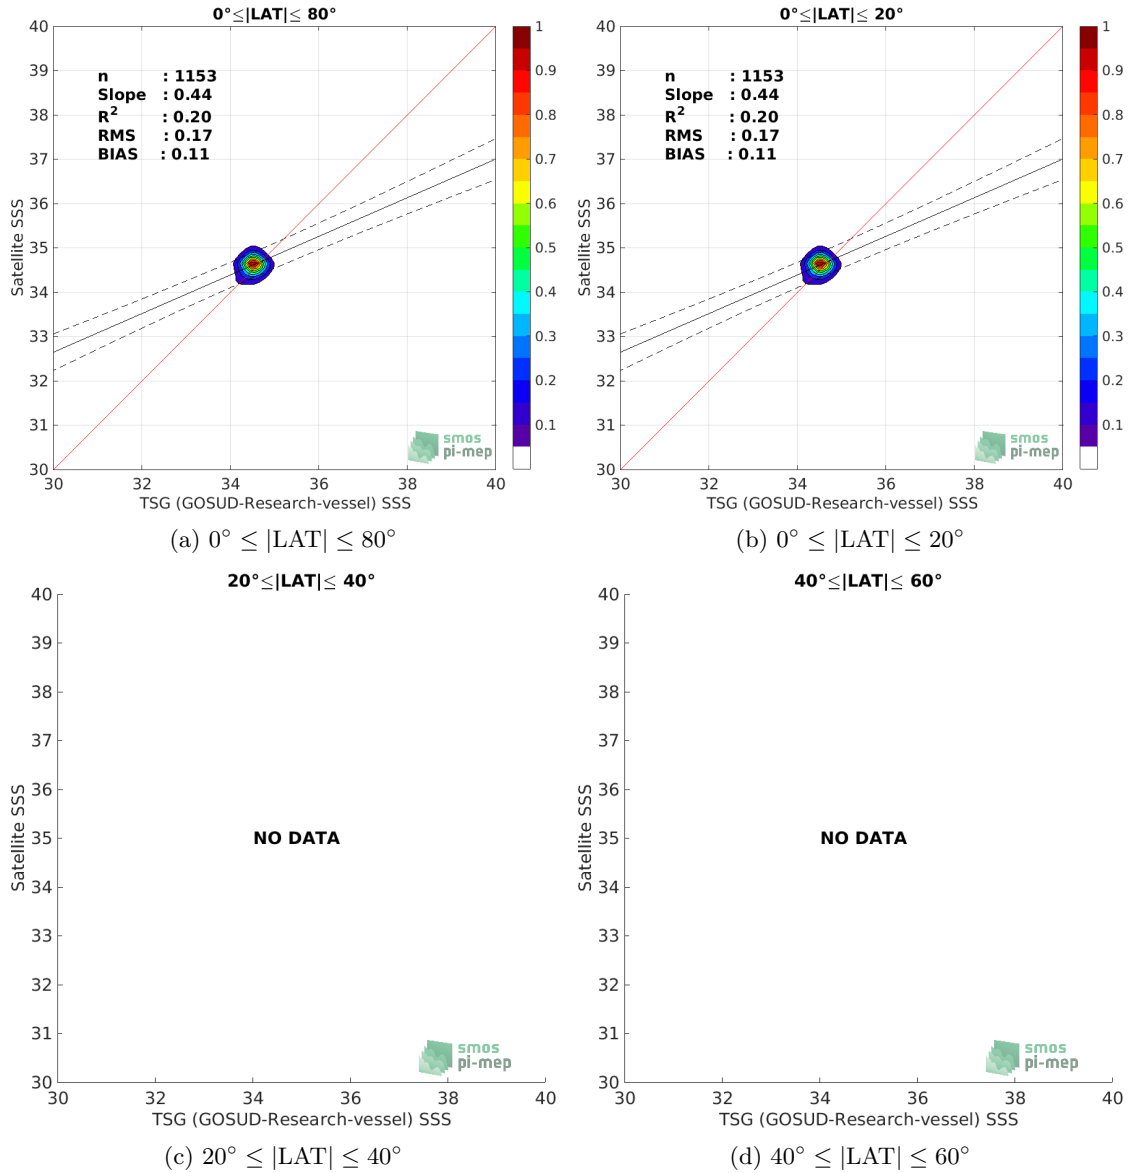 0°≤|LAT|≤ 80°
40
39
38
37
36
35
34
33
32
31
30
Satellite SSS
n : 1153
Slope : 0.44
R² : 0.20
RMS : 0.17
BIAS : 0.11
smos
pi-mep
30 32 34 36 38 40
TSG (GOSUD-Research-vessel) SSS
1
0.9
0.8
0.7
0.6
0.5
0.4
0.3
0.2
0.1
(a) 0° ≤ |LAT| ≤ 80°
0°≤|LAT|≤ 20°
40
39
38
37
36
35
34
33
32
31
30
Satellite SSS
n : 1153
Slope : 0.44
R² : 0.20
RMS : 0.17
BIAS : 0.11
smos
pi-mep
30 32 34 36 38 40
TSG (GOSUD-Research-vessel) SSS
1
0.9
0.8
0.7
0.6
0.5
0.4
0.3
0.2
0.1
(b) 0° ≤ |LAT| ≤ 20°
20°≤|LAT|≤ 40°
40
39
38
37
36
35
34
33
32
31
30
Satellite SSS
NO DATA
smos
pi-mep
30 32 34 36 38 40
TSG (GOSUD-Research-vessel) SSS
(c) 20° ≤ |LAT| ≤ 40°
40°≤|LAT|≤ 60°
40
39
38
37
36
35
34
33
32
31
30
Satellite SSS
NO DATA
smos
pi-mep
30 32 34 36 38 40
TSG (GOSUD-Research-vessel) SSS
(d) 40° ≤ |LAT| ≤ 60°